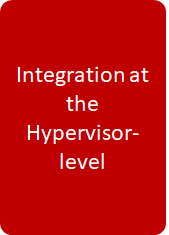 Integration at
the
Hypervisor-
level